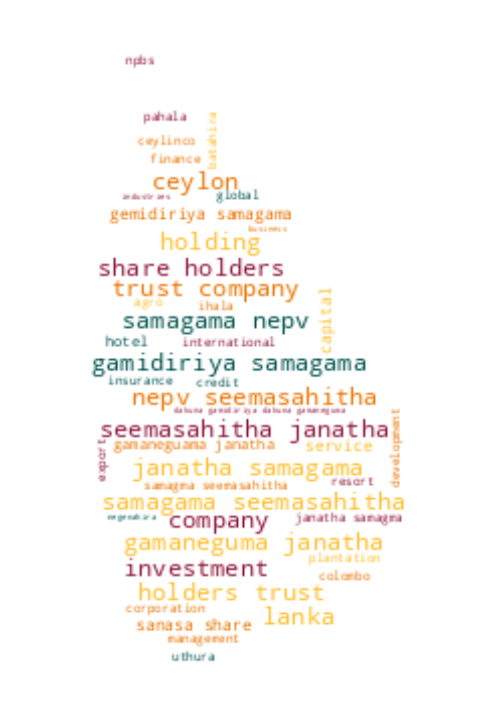 npbs
pahala
batahira
ceylinco
finance
ceylon
industries
global
gemidiriya samagama
business
holding
share holders
trust company
agro
ihala
capital
samagama nepv
hotel
international
gamidiriya samagama
insurance
credit
nepv seemasahitha
dakuna gamidiriya dakuna gamaneguma
seemasahitha janatha
development
export
gamaneguama janatha
service
janatha samagama
samagma seemasahitha
resort
samagama seemasahitha
negenahira
company
janatha samagma
gamaneguma janatha
plantation
investment
colombo
holders trust
corporation
lanka
sanasa share
management
uthura